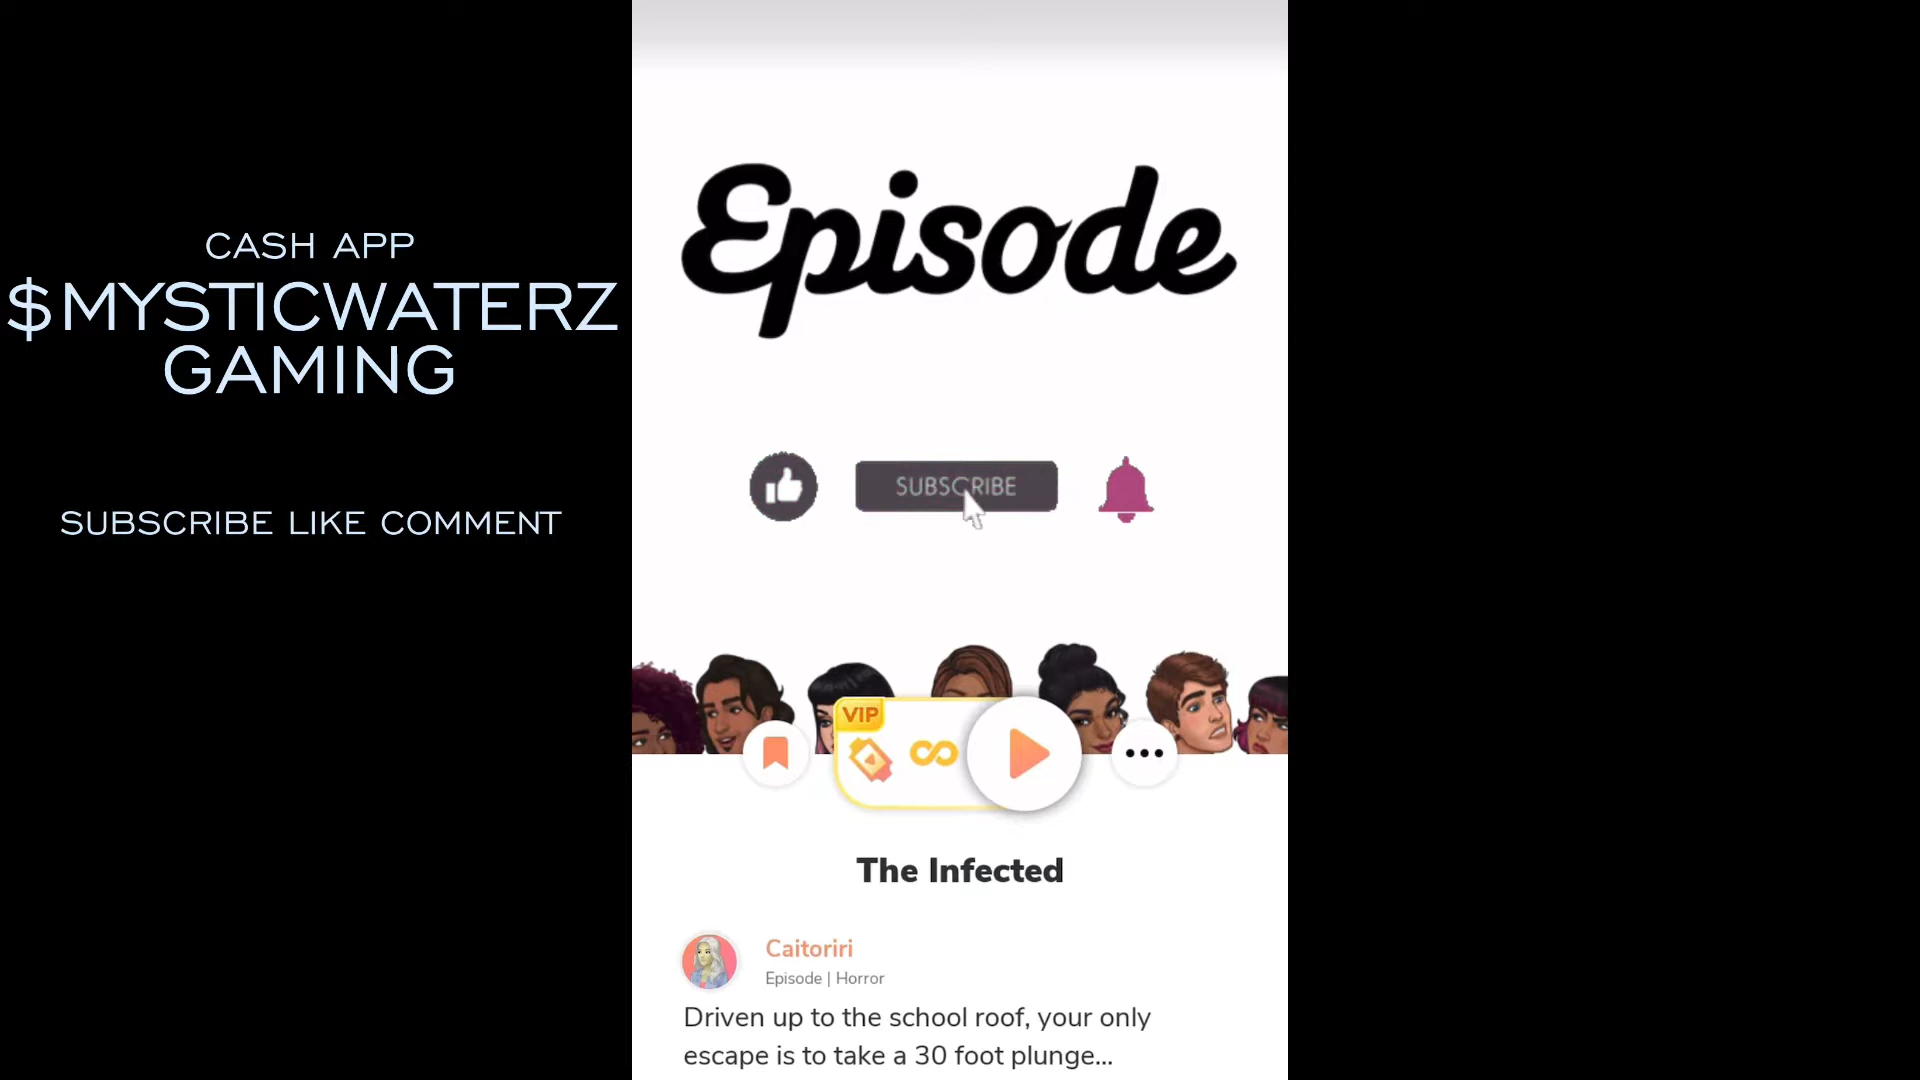 CASH APP
$MYSTICWATERZ
GAMING
SUBSCRIBE LIKE COMMENT
Episode
SUBSCRIBE
VIP
The Infected
Caitoriri
Episode | Horror
Driven up to the school roof, your only
escape is to take a 30 foot plunge...